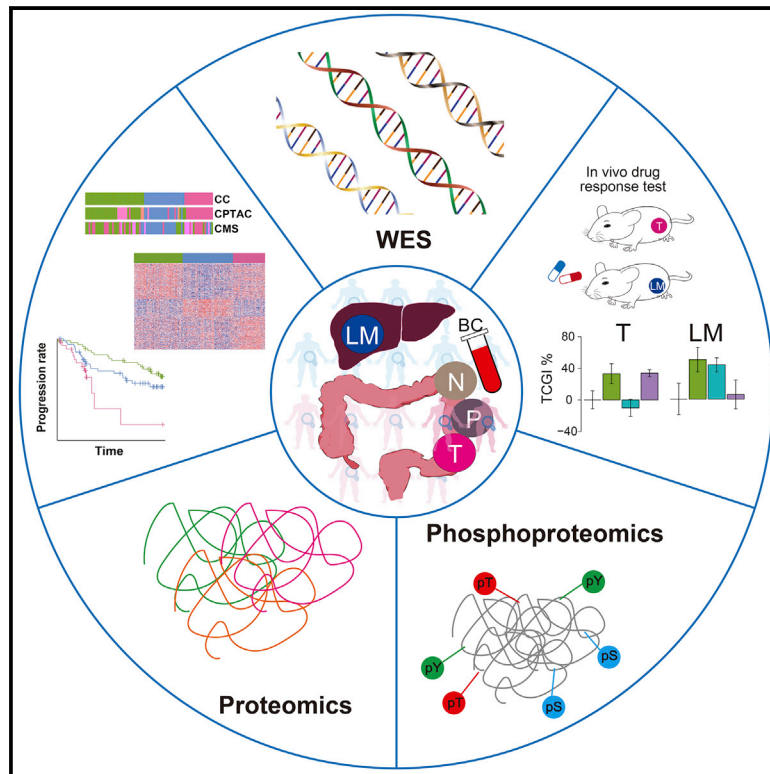 WES
CC
CPTAC
CMS
Progression rate
Time
In vivo drug
response test
T
LM
T
LM
TCGI %
80
40
0
−40
LM
BC
N
P
T
Proteomics
Phosphoproteomics
pT
pY
pY
pS
pT
pS